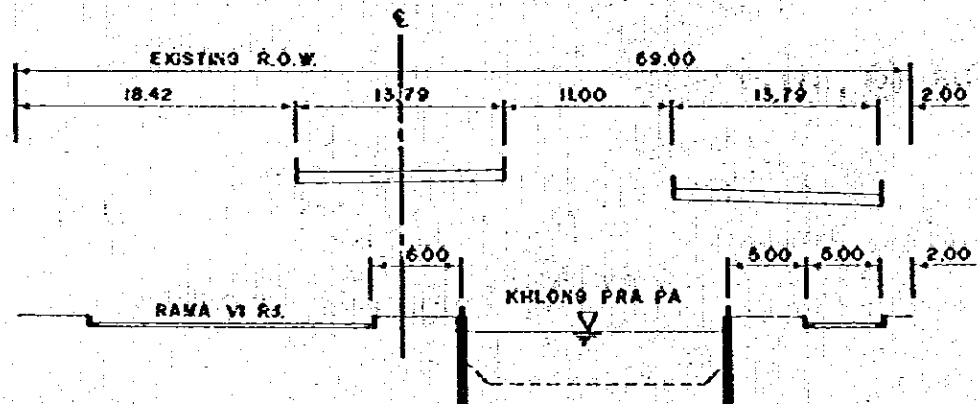 ℄
EXISTING R.O.W. 59.00
18.42 13.79 11.00 13.79 2.00
6.00 5.00 5.00 2.00
KHLONG PRA PA
RAMA VI RD.